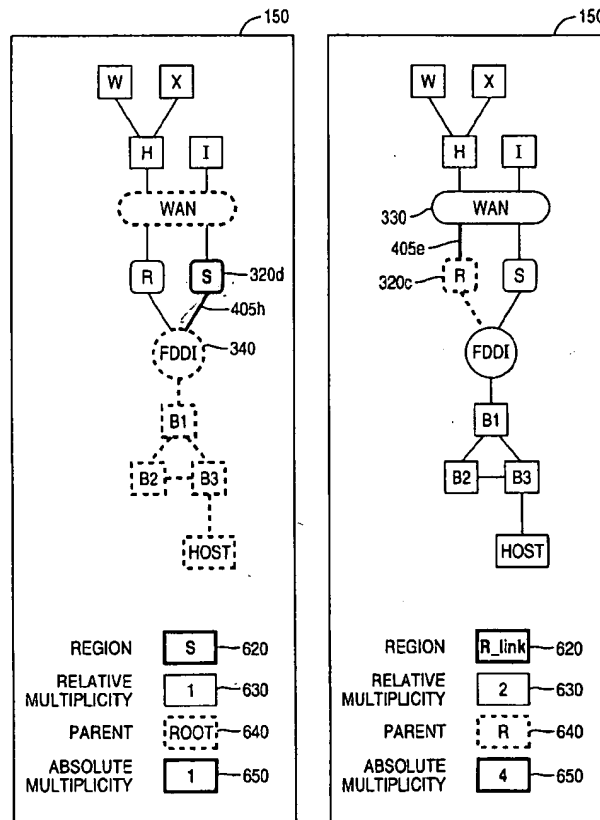 150
W X
H I
WAN
R S 320d
405h
FDDI 340
B1
B2 B3
HOST
REGION S 620
RELATIVE
MULTIPLICITY 1 630
PARENT ROOT 640
ABSOLUTE
MULTIPLICITY 1 650
150
W X
H I
330 WAN
405e
320c R S
FDDI
B1
B2 B3
HOST
REGION R_link 620
RELATIVE
MULTIPLICITY 2 630
PARENT R 640
ABSOLUTE
MULTIPLICITY 4 650